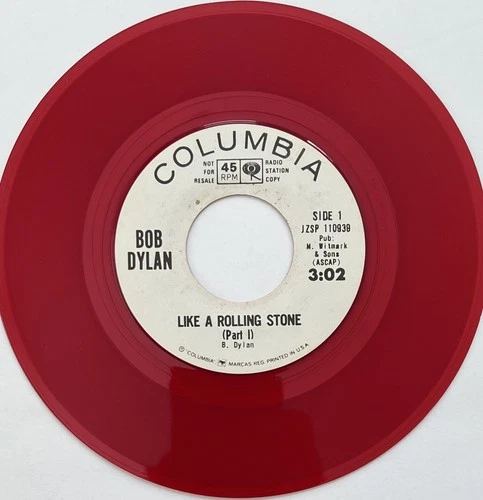 COLUMBIA
NOT FOR RESALE
45 RPM
RADIO STATION COPY
BOB DYLAN
SIDE 1
JZSP 110939
Pub:
M. Witmark
& Sons
(ASCAP)
3:02
LIKE A ROLLING STONE
(Part I)
B. Dylan
Ⓟ "COLUMBIA" MARCAS REG. PRINTED IN U.S.A.